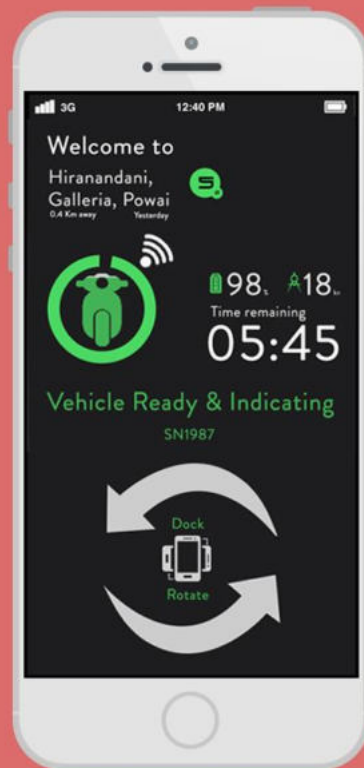 3G 12:40 PM
Welcome to
Hiranandani,
Galleria, Powai
0.4 Km away Yesterday
S
98% 18
Time remaining
05:45
Vehicle Ready & Indicating
SN1987
Dock
Rotate